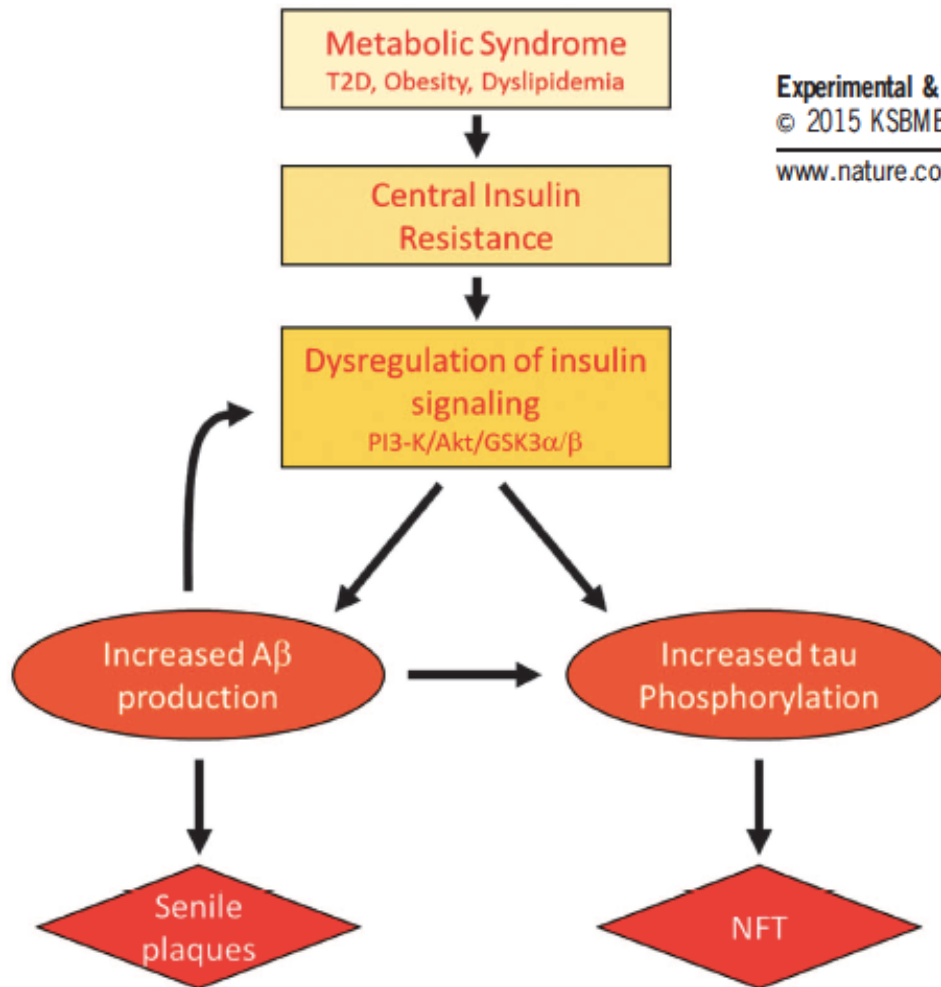 Metabolic Syndrome
T2D, Obesity, Dyslipidemia
Experimental &
© 2015 KSBMB
www.nature.co
Central Insulin
Resistance
Dysregulation of insulin
signaling
PI3-K/Akt/GSK3α/β
Increased Aβ
production
Increased tau
Phosphorylation
Senile
plaques
NFT